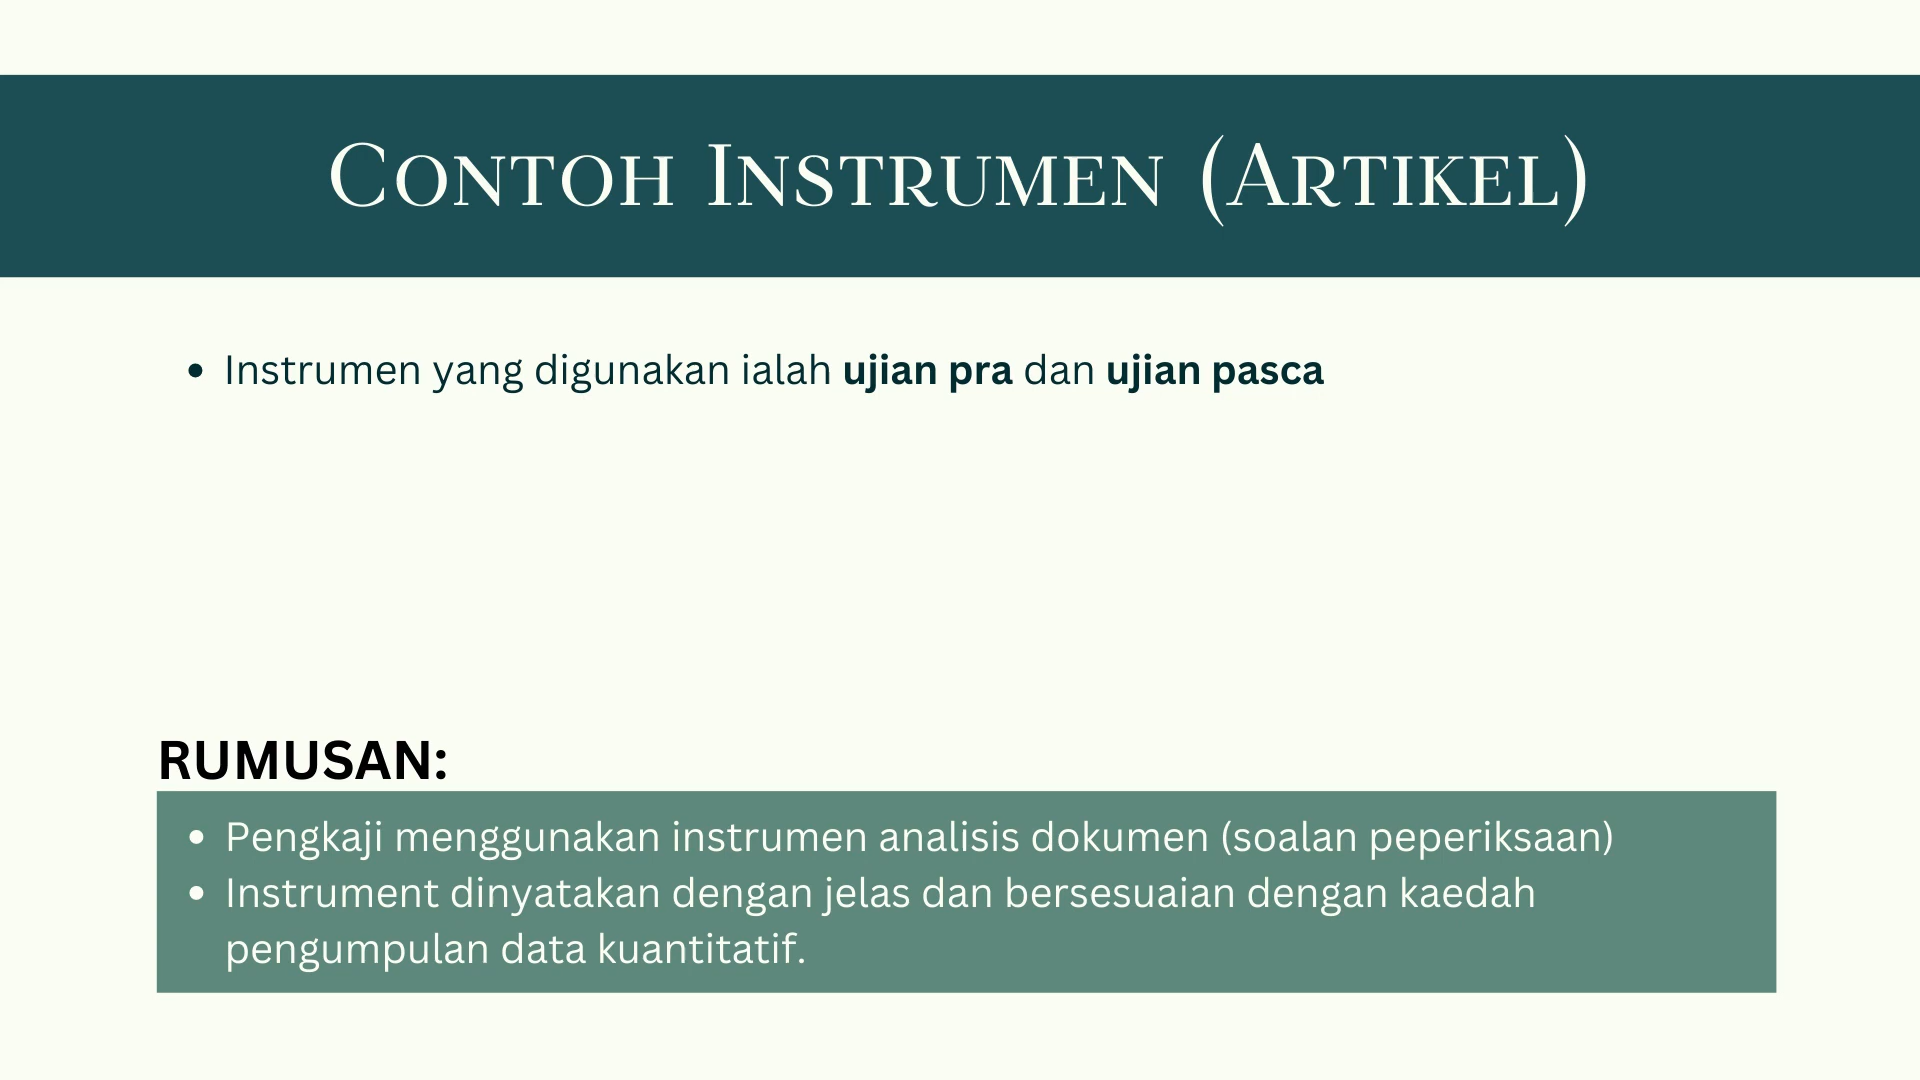 Contoh Instrumen (Artikel)
• Instrumen yang digunakan ialah ujian pra dan ujian pasca
RUMUSAN:
• Pengkaji menggunakan instrumen analisis dokumen (soalan peperiksaan)
• Instrument dinyatakan dengan jelas dan bersesuaian dengan kaedah
pengumpulan data kuantitatif.